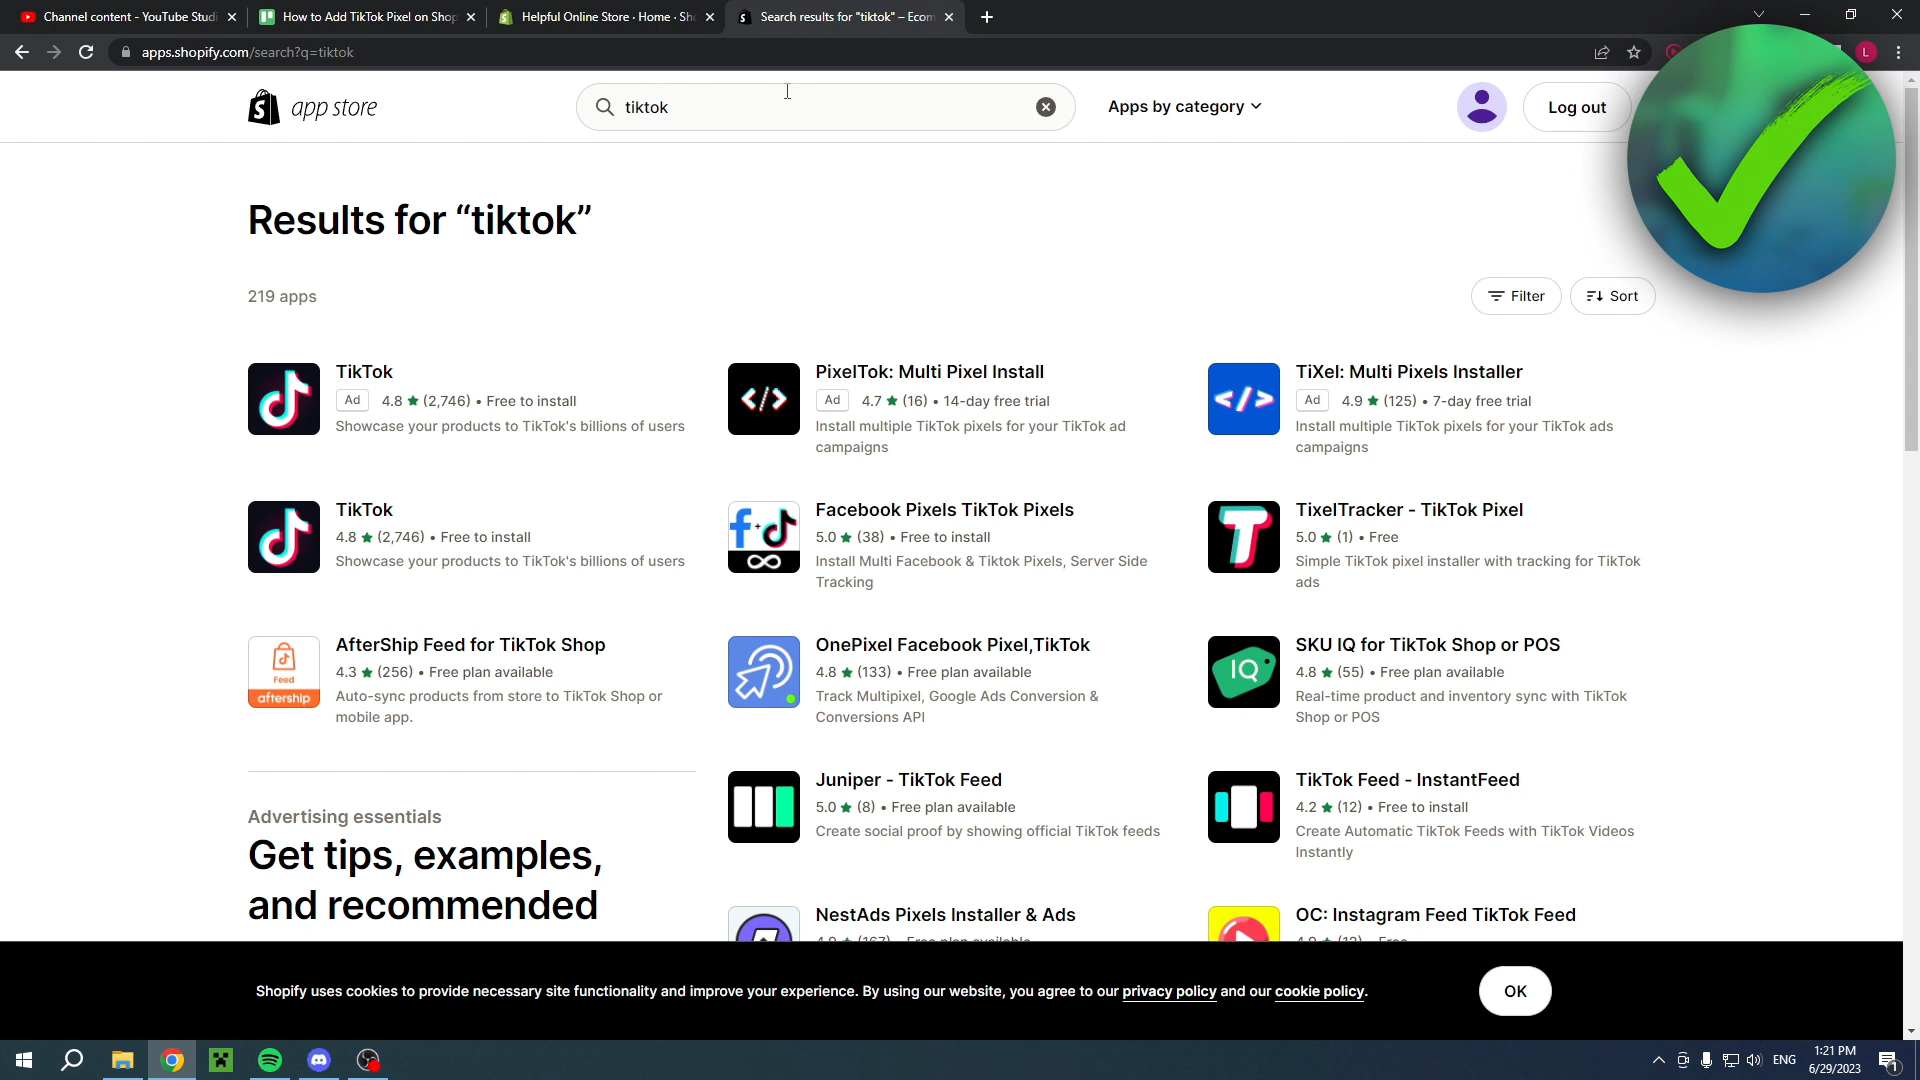 Channel content - YouTube Studi
How to Add TikTok Pixel on Shop
Helpful Online Store · Home · Sh
Search results for "tiktok" – Ecom
apps.shopify.com/search?q=tiktok
L
app store
tiktok
Apps by category
Log out
Results for “tiktok”
219 apps
Filter
Sort
TikTok
Ad 4.8 ★ (2,746) • Free to install
Showcase your products to TikTok's billions of users
PixelTok: Multi Pixel Install
Ad 4.7 ★ (16) • 14-day free trial
Install multiple TikTok pixels for your TikTok ad
campaigns
TiXel: Multi Pixels Installer
Ad 4.9 ★ (125) • 7-day free trial
Install multiple TikTok pixels for your TikTok ads
campaigns
TikTok
4.8 ★ (2,746) • Free to install
Showcase your products to TikTok's billions of users
Facebook Pixels TikTok Pixels
5.0 ★ (38) • Free to install
Install Multi Facebook & Tiktok Pixels, Server Side
Tracking
TixelTracker - TikTok Pixel
5.0 ★ (1) • Free
Simple TikTok pixel installer with tracking for TikTok
ads
Feed
aftership
AfterShip Feed for TikTok Shop
4.3 ★ (256) • Free plan available
Auto-sync products from store to TikTok Shop or
mobile app.
OnePixel Facebook Pixel,TikTok
4.8 ★ (133) • Free plan available
Track Multipixel, Google Ads Conversion &
Conversions API
IQ
SKU IQ for TikTok Shop or POS
4.8 ★ (55) • Free plan available
Real-time product and inventory sync with TikTok
Shop or POS
Juniper - TikTok Feed
5.0 ★ (8) • Free plan available
Create social proof by showing official TikTok feeds
TikTok Feed - InstantFeed
4.2 ★ (12) • Free to install
Create Automatic TikTok Feeds with TikTok Videos
Instantly
Advertising essentials
Get tips, examples,
and recommended
NestAds Pixels Installer & Ads
OC: Instagram Feed TikTok Feed
Shopify uses cookies to provide necessary site functionality and improve your experience. By using our website, you agree to our privacy policy and our cookie policy.
OK
ENG
1:21 PM
6/29/2023
1